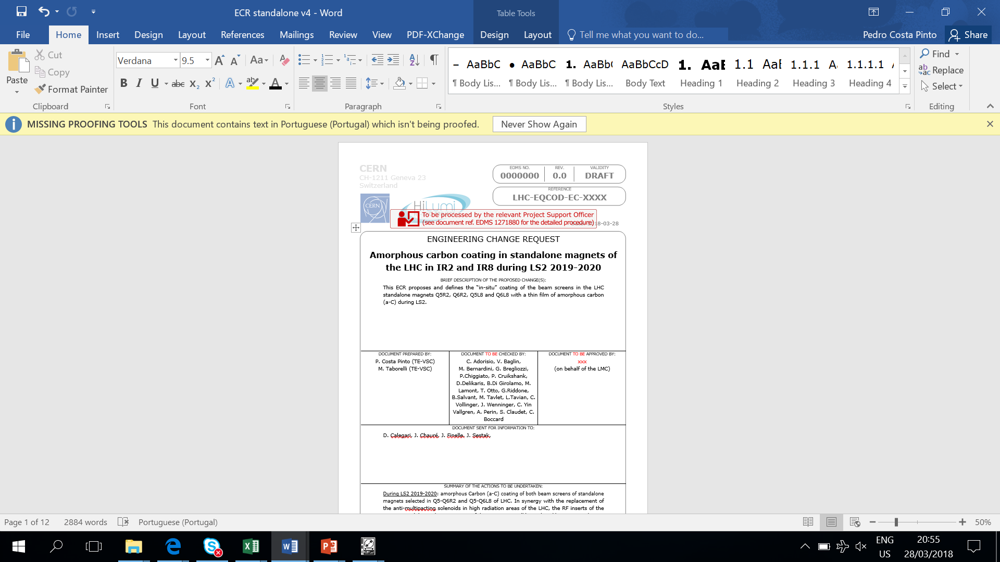 ECR standalone v4 - Word
Table Tools
File
Home
Insert
Design
Layout
References
Mailings
Review
View
PDF-XChange
Design
Layout
Tell me what you want to do...
Pedro Costa Pinto
Share
Paste
Cut
Copy
Format Painter
Clipboard
Verdana
9.5
Font
Paragraph
AaBbC
¶ Body Lis...
AaBbC
¶ Body Lis...
1. AaBb(
¶ Body Lis...
AaBbCcD
Body Text
1. AaE
Heading 1
1.1 AaE
Heading 2
1.1.1 A
Heading 3
1.1.1.1
Heading 4
Styles
Find
Replace
Select
Editing
MISSING PROOFING TOOLS This document contains text in Portuguese (Portugal) which isn't being proofed.
Never Show Again
CERN
CH-1211 Geneva 23
Switzerland
EDMS NO. REV. VALIDITY
0000000 0.0 DRAFT
REFERENCE
LHC-EQCOD-EC-XXXX
CERN
HiLumi
To be processed by the relevant Project Support Officer
(see document ref. EDMS 1271880 for the detailed procedure)
18-03-28
ENGINEERING CHANGE REQUEST
Amorphous carbon coating in standalone magnets of
the LHC in IR2 and IR8 during LS2 2019-2020
BRIEF DESCRIPTION OF THE PROPOSED CHANGE(S):
This ECR proposes and defines the “in-situ” coating of the beam screens in the LHC
standalone magnets Q5R2, Q6R2, Q5L8 and Q6L8 with a thin film of amorphous carbon
(a-C) during LS2.
DOCUMENT PREPARED BY:
P. Costa Pinto (TE-VSC)
M. Taborelli (TE-VSC)
DOCUMENT TO BE CHECKED BY:
C. Adorisio, V. Baglin,
M. Bernardini, G. Bregliozzi,
P.Chiggiato, P. Cruikshank,
D.Delikaris, B.Di Girolamo, M.
Lamont, T. Otto, G.Riddone,
B.Salvant, M. Tavlet, L.Tavian, C.
Vollinger, J. Wenninger, C. Yin
Vallgren, A. Perin, S. Claudet, C.
Boccard
DOCUMENT TO BE APPROVED BY:
xxx
(on behalf of the LMC)
DOCUMENT SENT FOR INFORMATION TO:
D. Calegari, J. Chauré, J. Finelle, J. Sestak,
SUMMARY OF THE ACTIONS TO BE UNDERTAKEN:
During LS2 2019-2020: amorphous Carbon (a-C) coating of both beam screens of standalone
magnets selected in Q5-Q6R2 and Q5-Q6L8 of LHC. In synergy with the replacement of
the anti-multipacting solenoids in high radiation areas of the LHC, the RF inserts of the
Page 1 of 12
2884 words
Portuguese (Portugal)
50%
ENG
US
20:55
28/03/2018